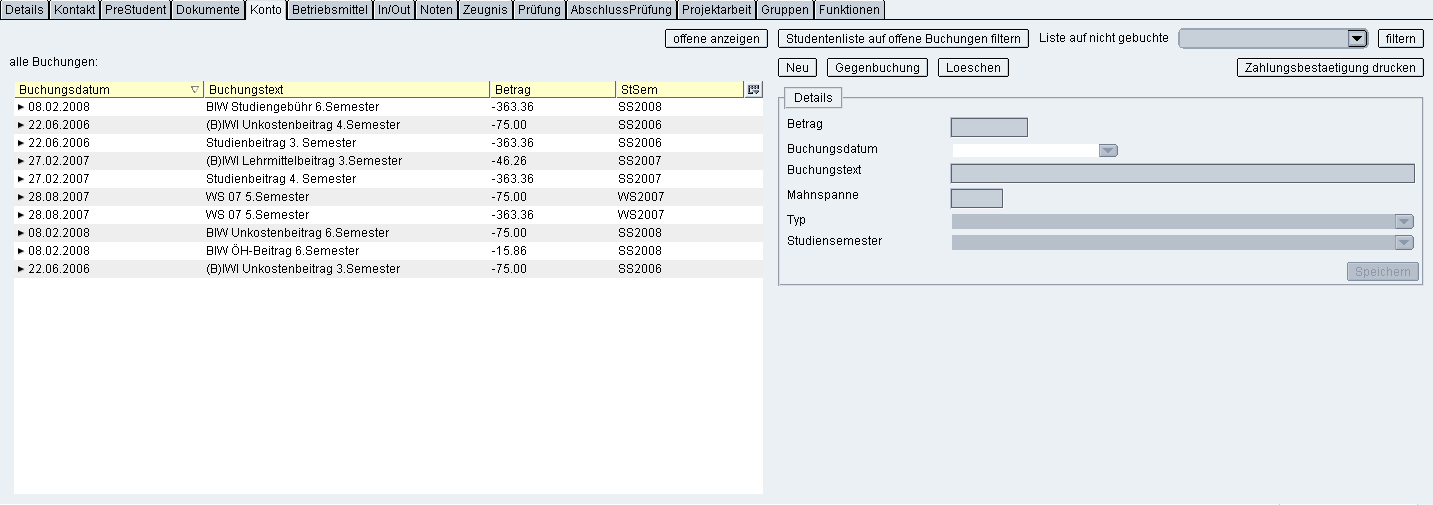 Details Kontakt PreStudent Dokumente Konto Betriebsmittel In/Out Noten Zeugnis Prüfung AbschlussPrüfung Projektarbeit Gruppen Funktionen
offene anzeigen Studentenliste auf offene Buchungen filtern Liste auf nicht gebuchte filtern
alle Buchungen:
Neu Gegenbuchung Loeschen Zahlungsbestaetigung drucken
Buchungsdatum Buchungstext Betrag StSem
08.02.2008 BIW Studiengebühr 6.Semester -363.36 SS2008
22.06.2006 (B)IWI Unkostenbeitrag 4.Semester -75.00 SS2006
22.06.2006 Studienbeitrag 3. Semester -363.36 SS2006
27.02.2007 (B)IWI Lehrmittelbeitrag 3.Semester -46.26 SS2007
27.02.2007 Studienbeitrag 4. Semester -363.36 SS2007
28.08.2007 WS 07 5.Semester -75.00 WS2007
28.08.2007 WS 07 5.Semester -363.36 WS2007
08.02.2008 BIW Unkostenbeitrag 6.Semester -75.00 SS2008
08.02.2008 BIW ÖH-Beitrag 6.Semester -15.86 SS2008
22.06.2006 (B)IWI Unkostenbeitrag 3.Semester -75.00 SS2006
Details
Betrag
Buchungsdatum
Buchungstext
Mahnspanne
Typ
Studiensemester
Speichern